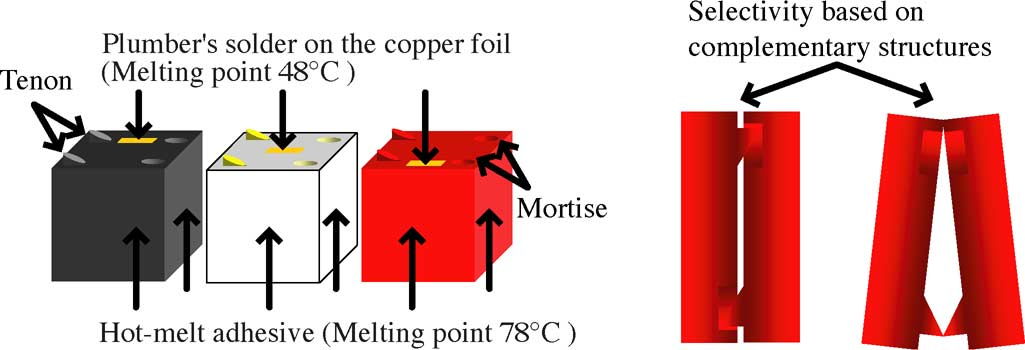 Plumber's solder on the copper foil
(Melting point 48°C )
Tenon
Mortise
Hot-melt adhesive (Melting point 78°C )
Selectivity based on
complementary structures